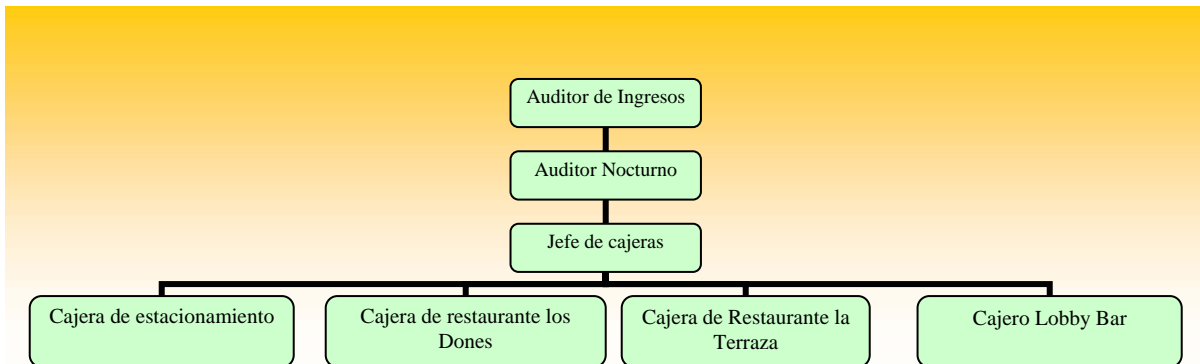 Auditor de Ingresos
Auditor Nocturno
Jefe de cajeras
Cajera de estacionamiento
Cajera de restaurante los
Dones
Cajera de Restaurante la
Terraza
Cajero Lobby Bar